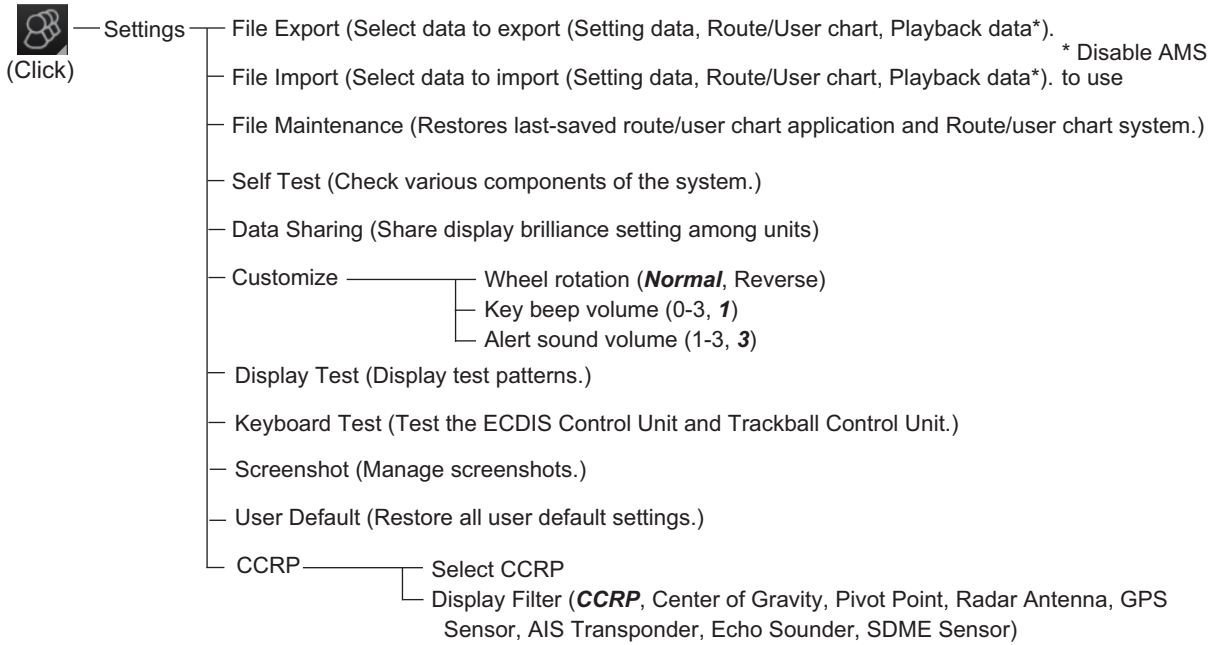 Settings
(Click)
File Export (Select data to export (Setting data, Route/User chart, Playback data*).
* Disable AMS
to use
File Import (Select data to import (Setting data, Route/User chart, Playback data*).
File Maintenance (Restores last-saved route/user chart application and Route/user chart system.)
Self Test (Check various components of the system.)
Data Sharing (Share display brilliance setting among units)
Customize
Wheel rotation (Normal, Reverse)
Key beep volume (0-3, 1)
Alert sound volume (1-3, 3)
Display Test (Display test patterns.)
Keyboard Test (Test the ECDIS Control Unit and Trackball Control Unit.)
Screenshot (Manage screenshots.)
User Default (Restore all user default settings.)
CCRP
Select CCRP
Display Filter (CCRP, Center of Gravity, Pivot Point, Radar Antenna, GPS
Sensor, AIS Transponder, Echo Sounder, SDME Sensor)